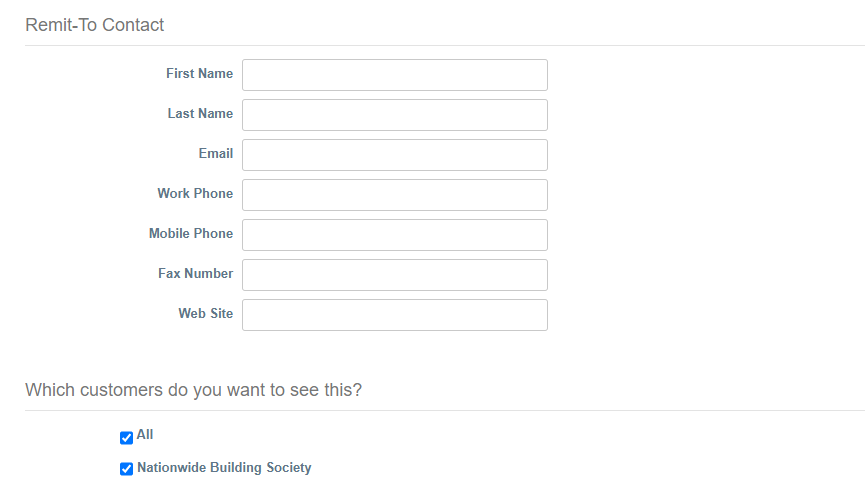 Remit-To Contact
First Name
Last Name
Email
Work Phone
Mobile Phone
Fax Number
Web Site
Which customers do you want to see this?
All
Nationwide Building Society